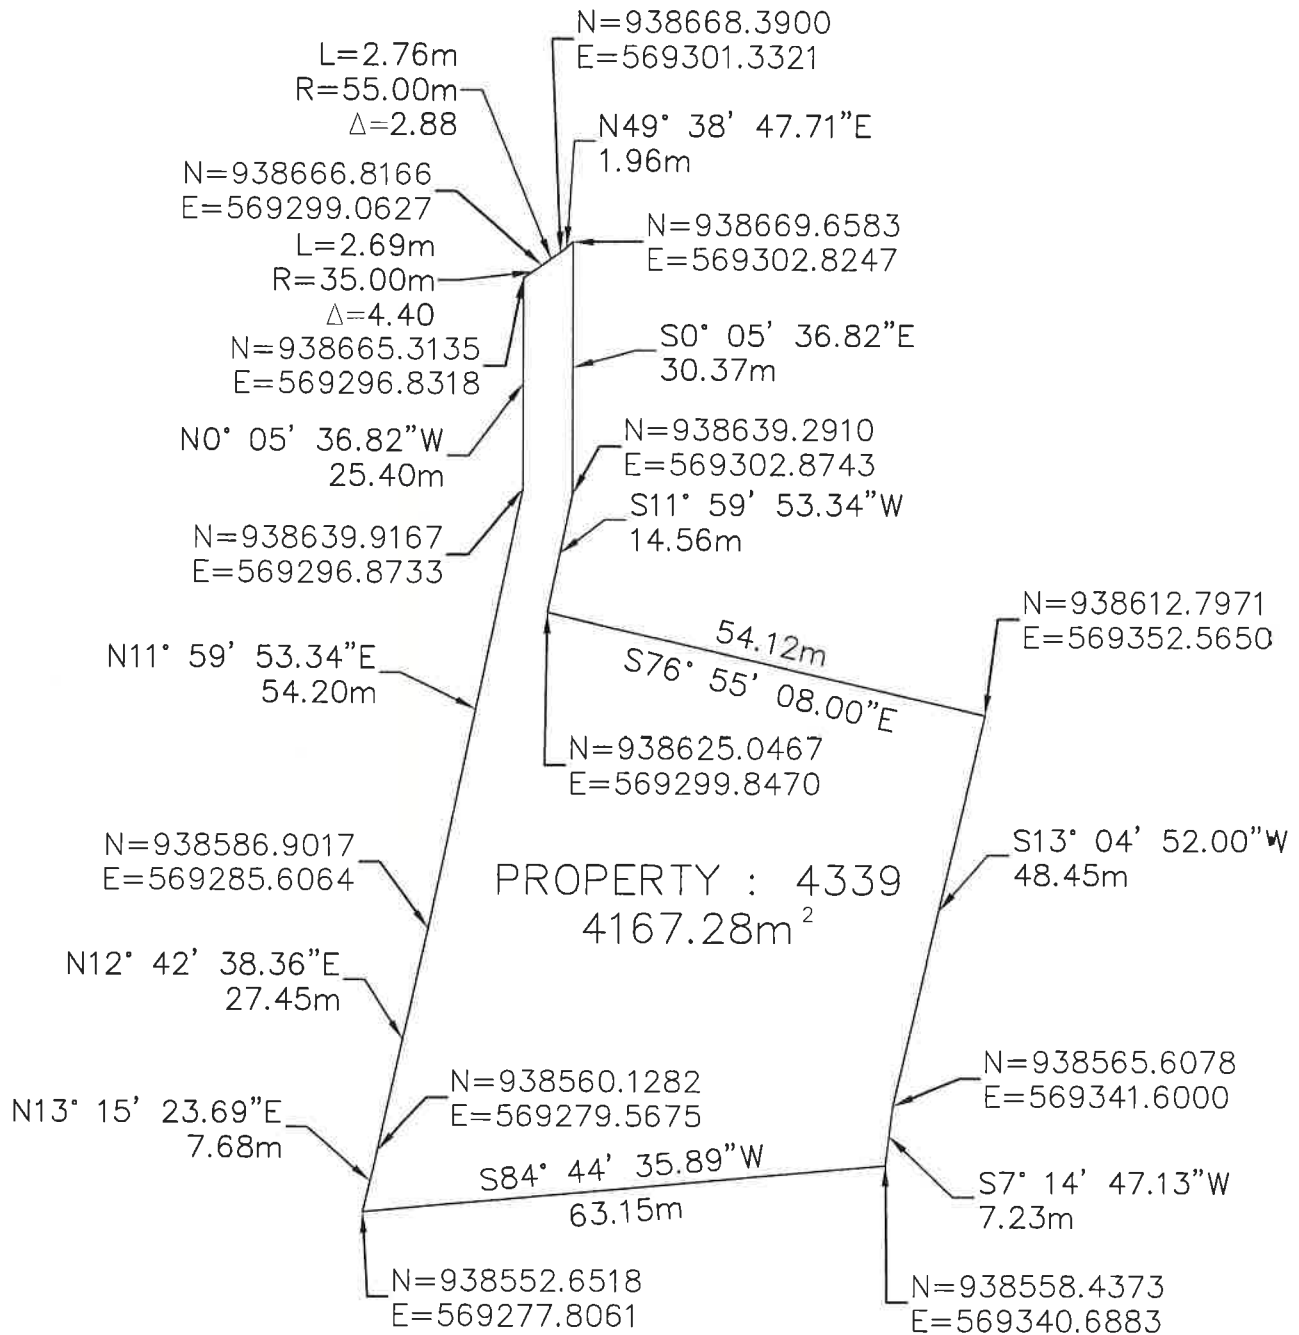 N=938668.3900
E=569301.3321
L=2.76m
R=55.00m
Δ=2.88
N49° 38' 47.71"E
1.96m
N=938666.8166
E=569299.0627
N=938669.6583
E=569302.8247
L=2.69m
R=35.00m
Δ=4.40
N=938665.3135
E=569296.8318
S0° 05' 36.82"E
30.37m
N0° 05' 36.82"W
25.40m
N=938639.2910
E=569302.8743
S11° 59' 53.34"W
14.56m
N=938639.9167
E=569296.8733
N=938612.7971
E=569352.5650
54.12m
S76° 55' 08.00"E
N11° 59' 53.34"E
54.20m
N=938625.0467
E=569299.8470
N=938586.9017
E=569285.6064
S13° 04' 52.00"W
48.45m
PROPERTY : 4339
4167.28m²
N12° 42' 38.36"E
27.45m
N=938565.6078
E=569341.6000
N=938560.1282
E=569279.5675
N13° 15' 23.69"E
7.68m
S84° 44' 35.89"W
63.15m
S7° 14' 47.13"W
7.23m
N=938552.6518
E=569277.8061
N=938558.4373
E=569340.6883